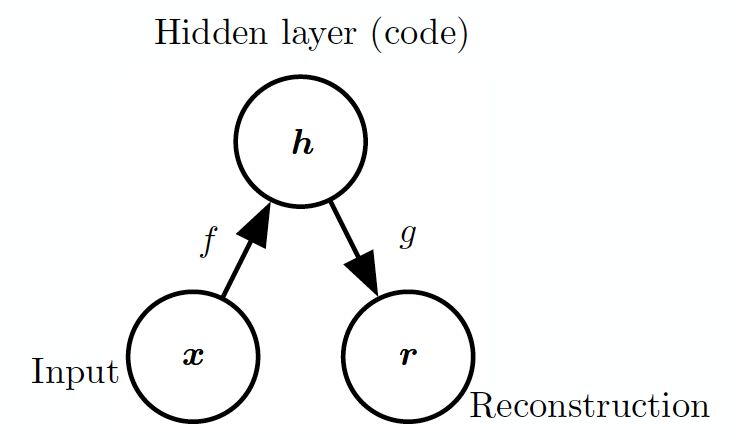 Hidden layer (code)
h
f
g
x
r
Input
Reconstruction